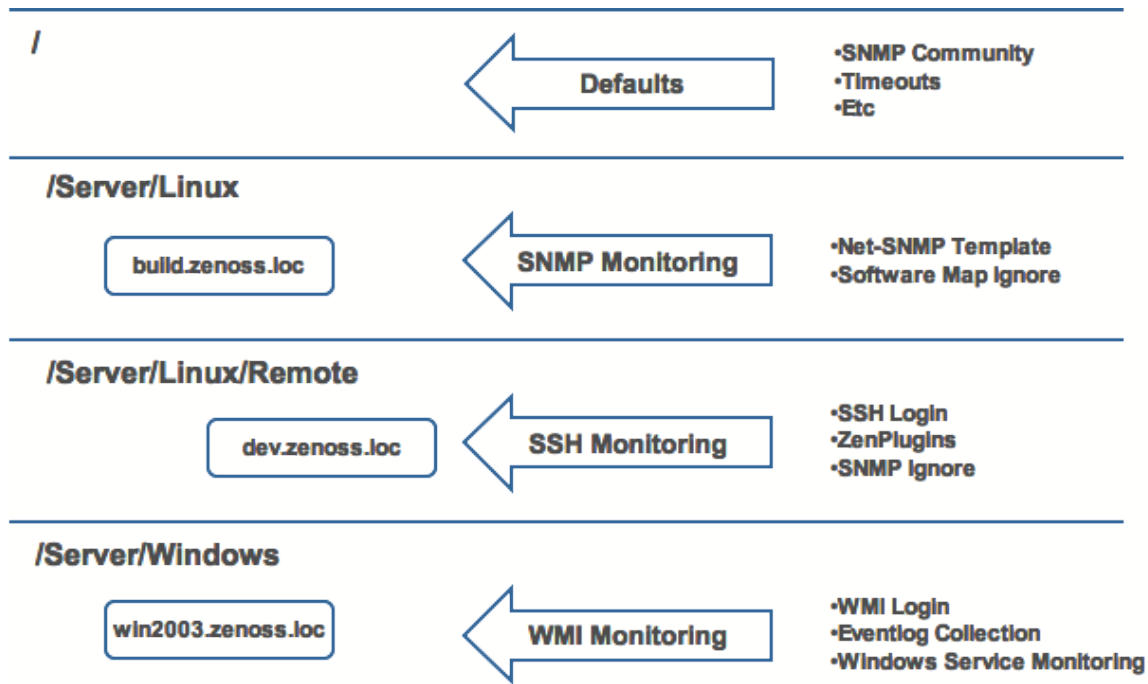 /
Defaults
•SNMP Community
•Timeouts
•Etc
/Server/Linux
build.zenoss.loc
SNMP Monitoring
•Net-SNMP Template
•Software Map Ignore
/Server/Linux/Remote
dev.zenoss.loc
SSH Monitoring
•SSH Login
•ZenPlugins
•SNMP Ignore
/Server/Windows
win2003.zenoss.loc
WMI Monitoring
•WMI Login
•Eventlog Collection
•Windows Service Monitoring